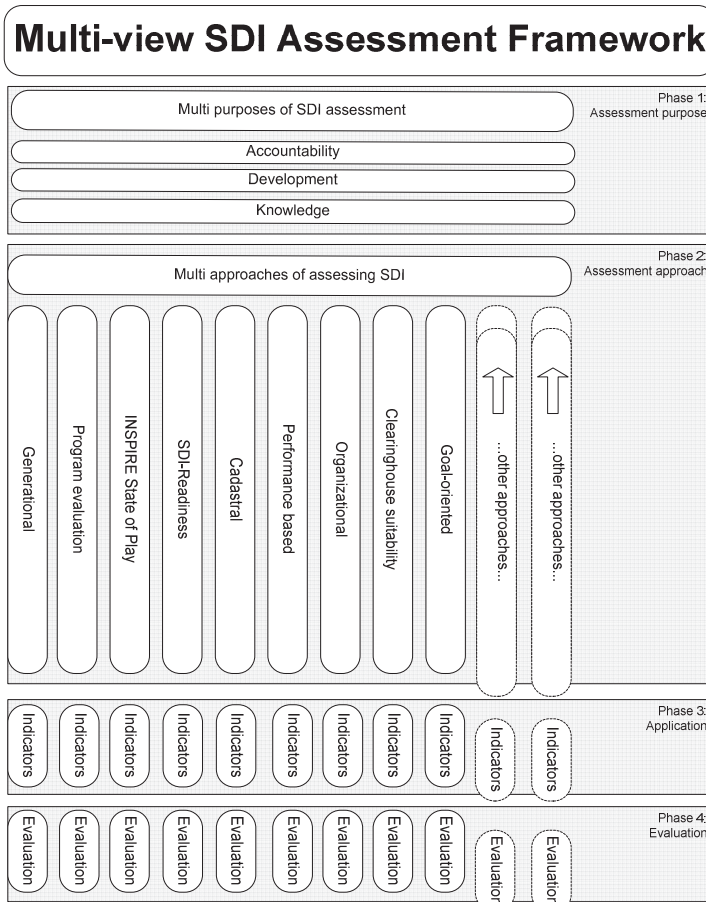 Multi-view SDI Assessment Framework
Phase 1:
Assessment purpose
Multi purposes of SDI assessment
Accountability
Development
Knowledge
Phase 2:
Assessment approach
Multi approaches of assessing SDI
Generational
Program evaluation
INSPIRE State of Play
SDI-Readiness
Cadastral
Performance based
Organizational
Clearinghouse suitability
Goal-oriented
...other approaches...
...other approaches...
Phase 3:
Application
Indicators
Indicators
Indicators
Indicators
Indicators
Indicators
Indicators
Indicators
Indicators
Indicators
Indicators
Phase 4:
Evaluation
Evaluation
Evaluation
Evaluation
Evaluation
Evaluation
Evaluation
Evaluation
Evaluation
Evaluation
Evaluation
Evaluation